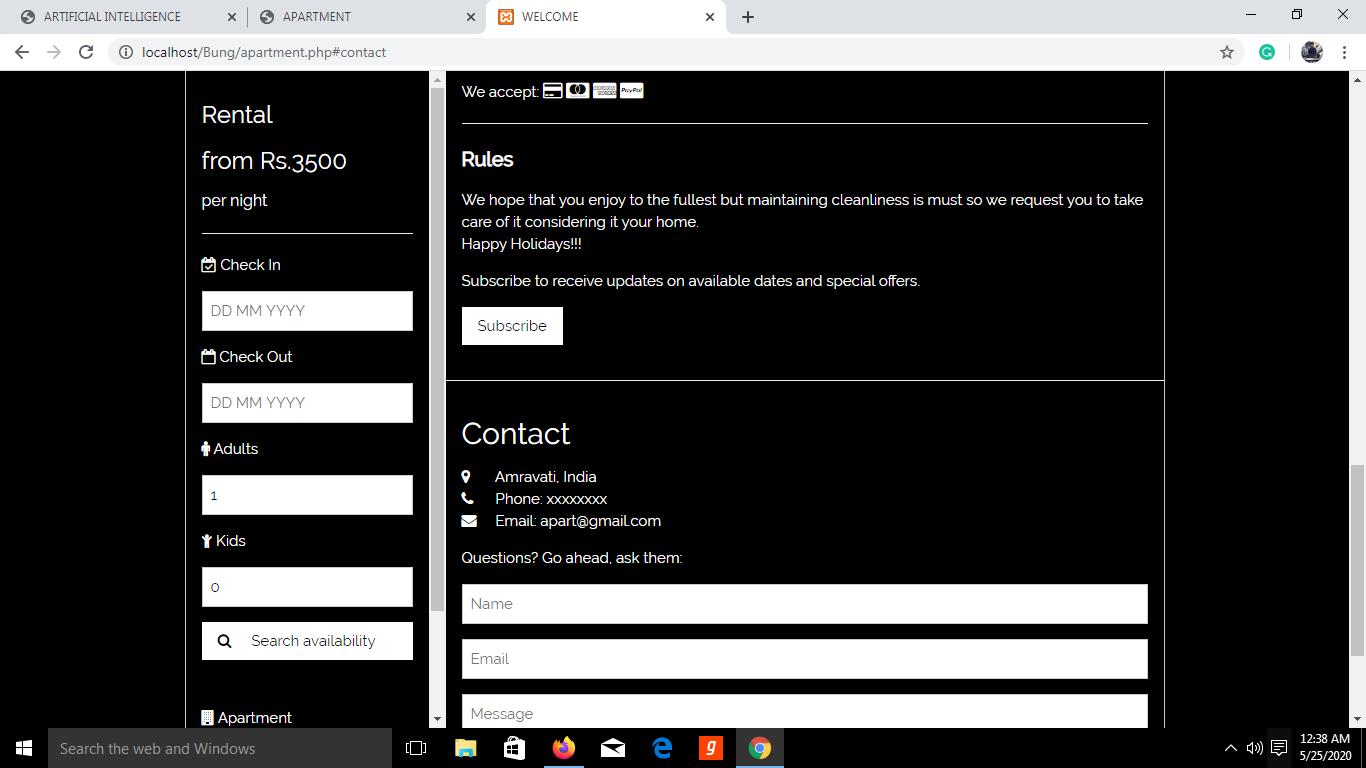 ARTIFICIAL INTELLIGENCE
APARTMENT
WELCOME
localhost/Bung/apartment.php#contact
Rental
from Rs.3500
per night
Check In
DD MM YYYY
Check Out
DD MM YYYY
Adults
1
Kids
0
Search availability
Apartment
We accept:
PayPal
Rules
We hope that you enjoy to the fullest but maintaining cleanliness is must so we request you to take
care of it considering it your home.
Happy Holidays!!!
Subscribe to receive updates on available dates and special offers.
Subscribe
Contact
Amravati, India
Phone: xxxxxxxx
Email: apart@gmail.com
Questions? Go ahead, ask them:
Name
Email
Message
Search the web and Windows
g
12:38 AM
5/25/2020